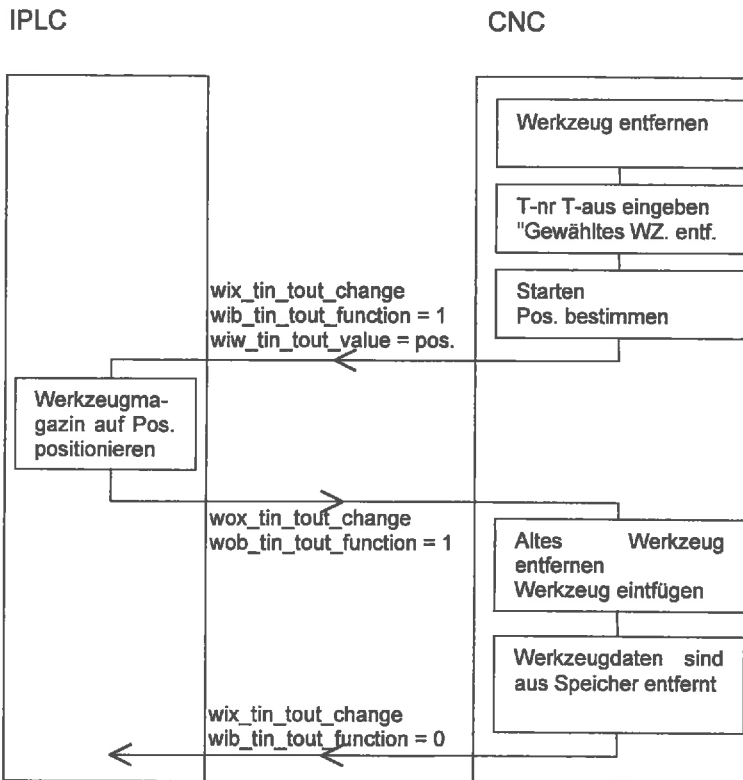 IPLC
CNC
Werkzeug entfernen
T-nr T-aus eingeben
"Gewähltes WZ. entf.
wix_tin_tout_change
wib_tin_tout_function = 1
wiw_tin_tout_value = pos.
Starten
Pos. bestimmen
Werkzeugma-
gazin auf Pos.
positionieren
wox_tin_tout_change
wob_tin_tout_function = 1
Altes Werkzeug
entfernen
Werkzeug eintfügen
Werkzeugdaten sind
aus Speicher entfernt
wix_tin_tout_change
wib_tin_tout_function = 0